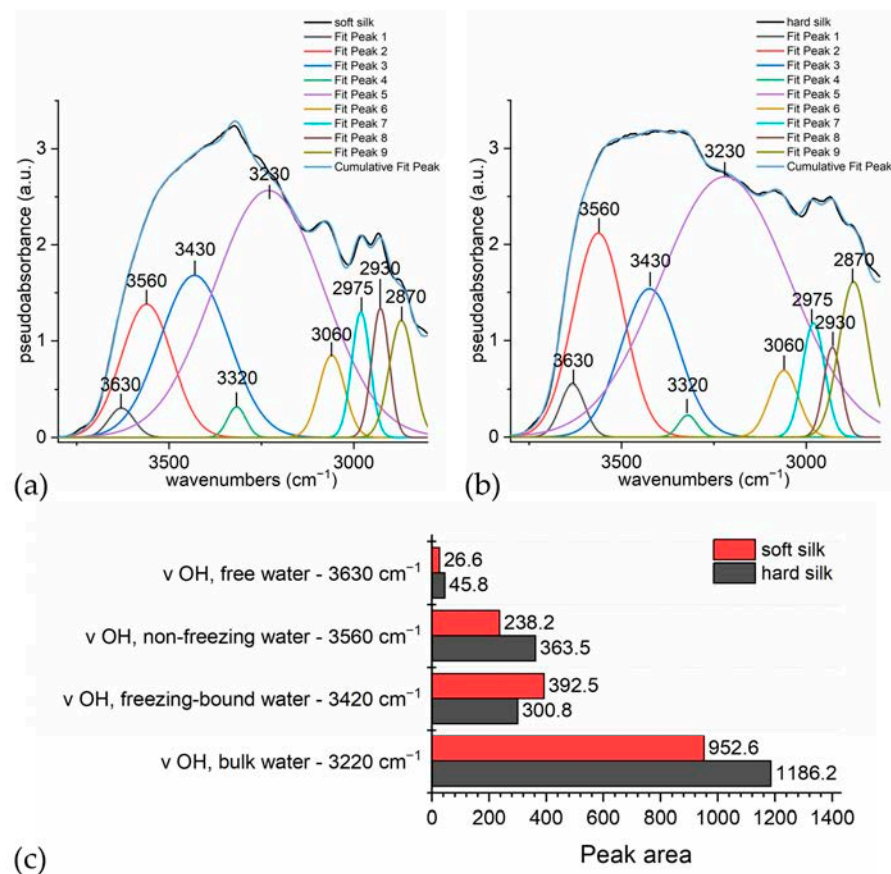 soft silk
Fit Peak 1
Fit Peak 2
Fit Peak 3
Fit Peak 4
Fit Peak 5
Fit Peak 6
Fit Peak 7
Fit Peak 8
Fit Peak 9
Cumulative Fit Peak
3
2
1
0
pseudoabsorbance (a.u.)
3630
3560
3430
3320
3230
3060
2975
2930
2870
3500
3000
wavenumbers (cm⁻¹)
(a)
hard silk
Fit Peak 1
Fit Peak 2
Fit Peak 3
Fit Peak 4
Fit Peak 5
Fit Peak 6
Fit Peak 7
Fit Peak 8
Fit Peak 9
Cumulative Fit Peak
3
2
1
0
pseudoabsorbance (a.u.)
3630
3560
3430
3320
3230
3060
2975
2930
2870
3500
3000
wavenumbers (cm⁻¹)
(b)
soft silk
hard silk
ν OH, free water - 3630 cm⁻¹
26.6
45.8
ν OH, non-freezing water - 3560 cm⁻¹
238.2
363.5
ν OH, freezing-bound water - 3420 cm⁻¹
392.5
300.8
ν OH, bulk water - 3220 cm⁻¹
952.6
1186.2
0 200 400 600 800 1000 1200 1400
Peak area
(c)